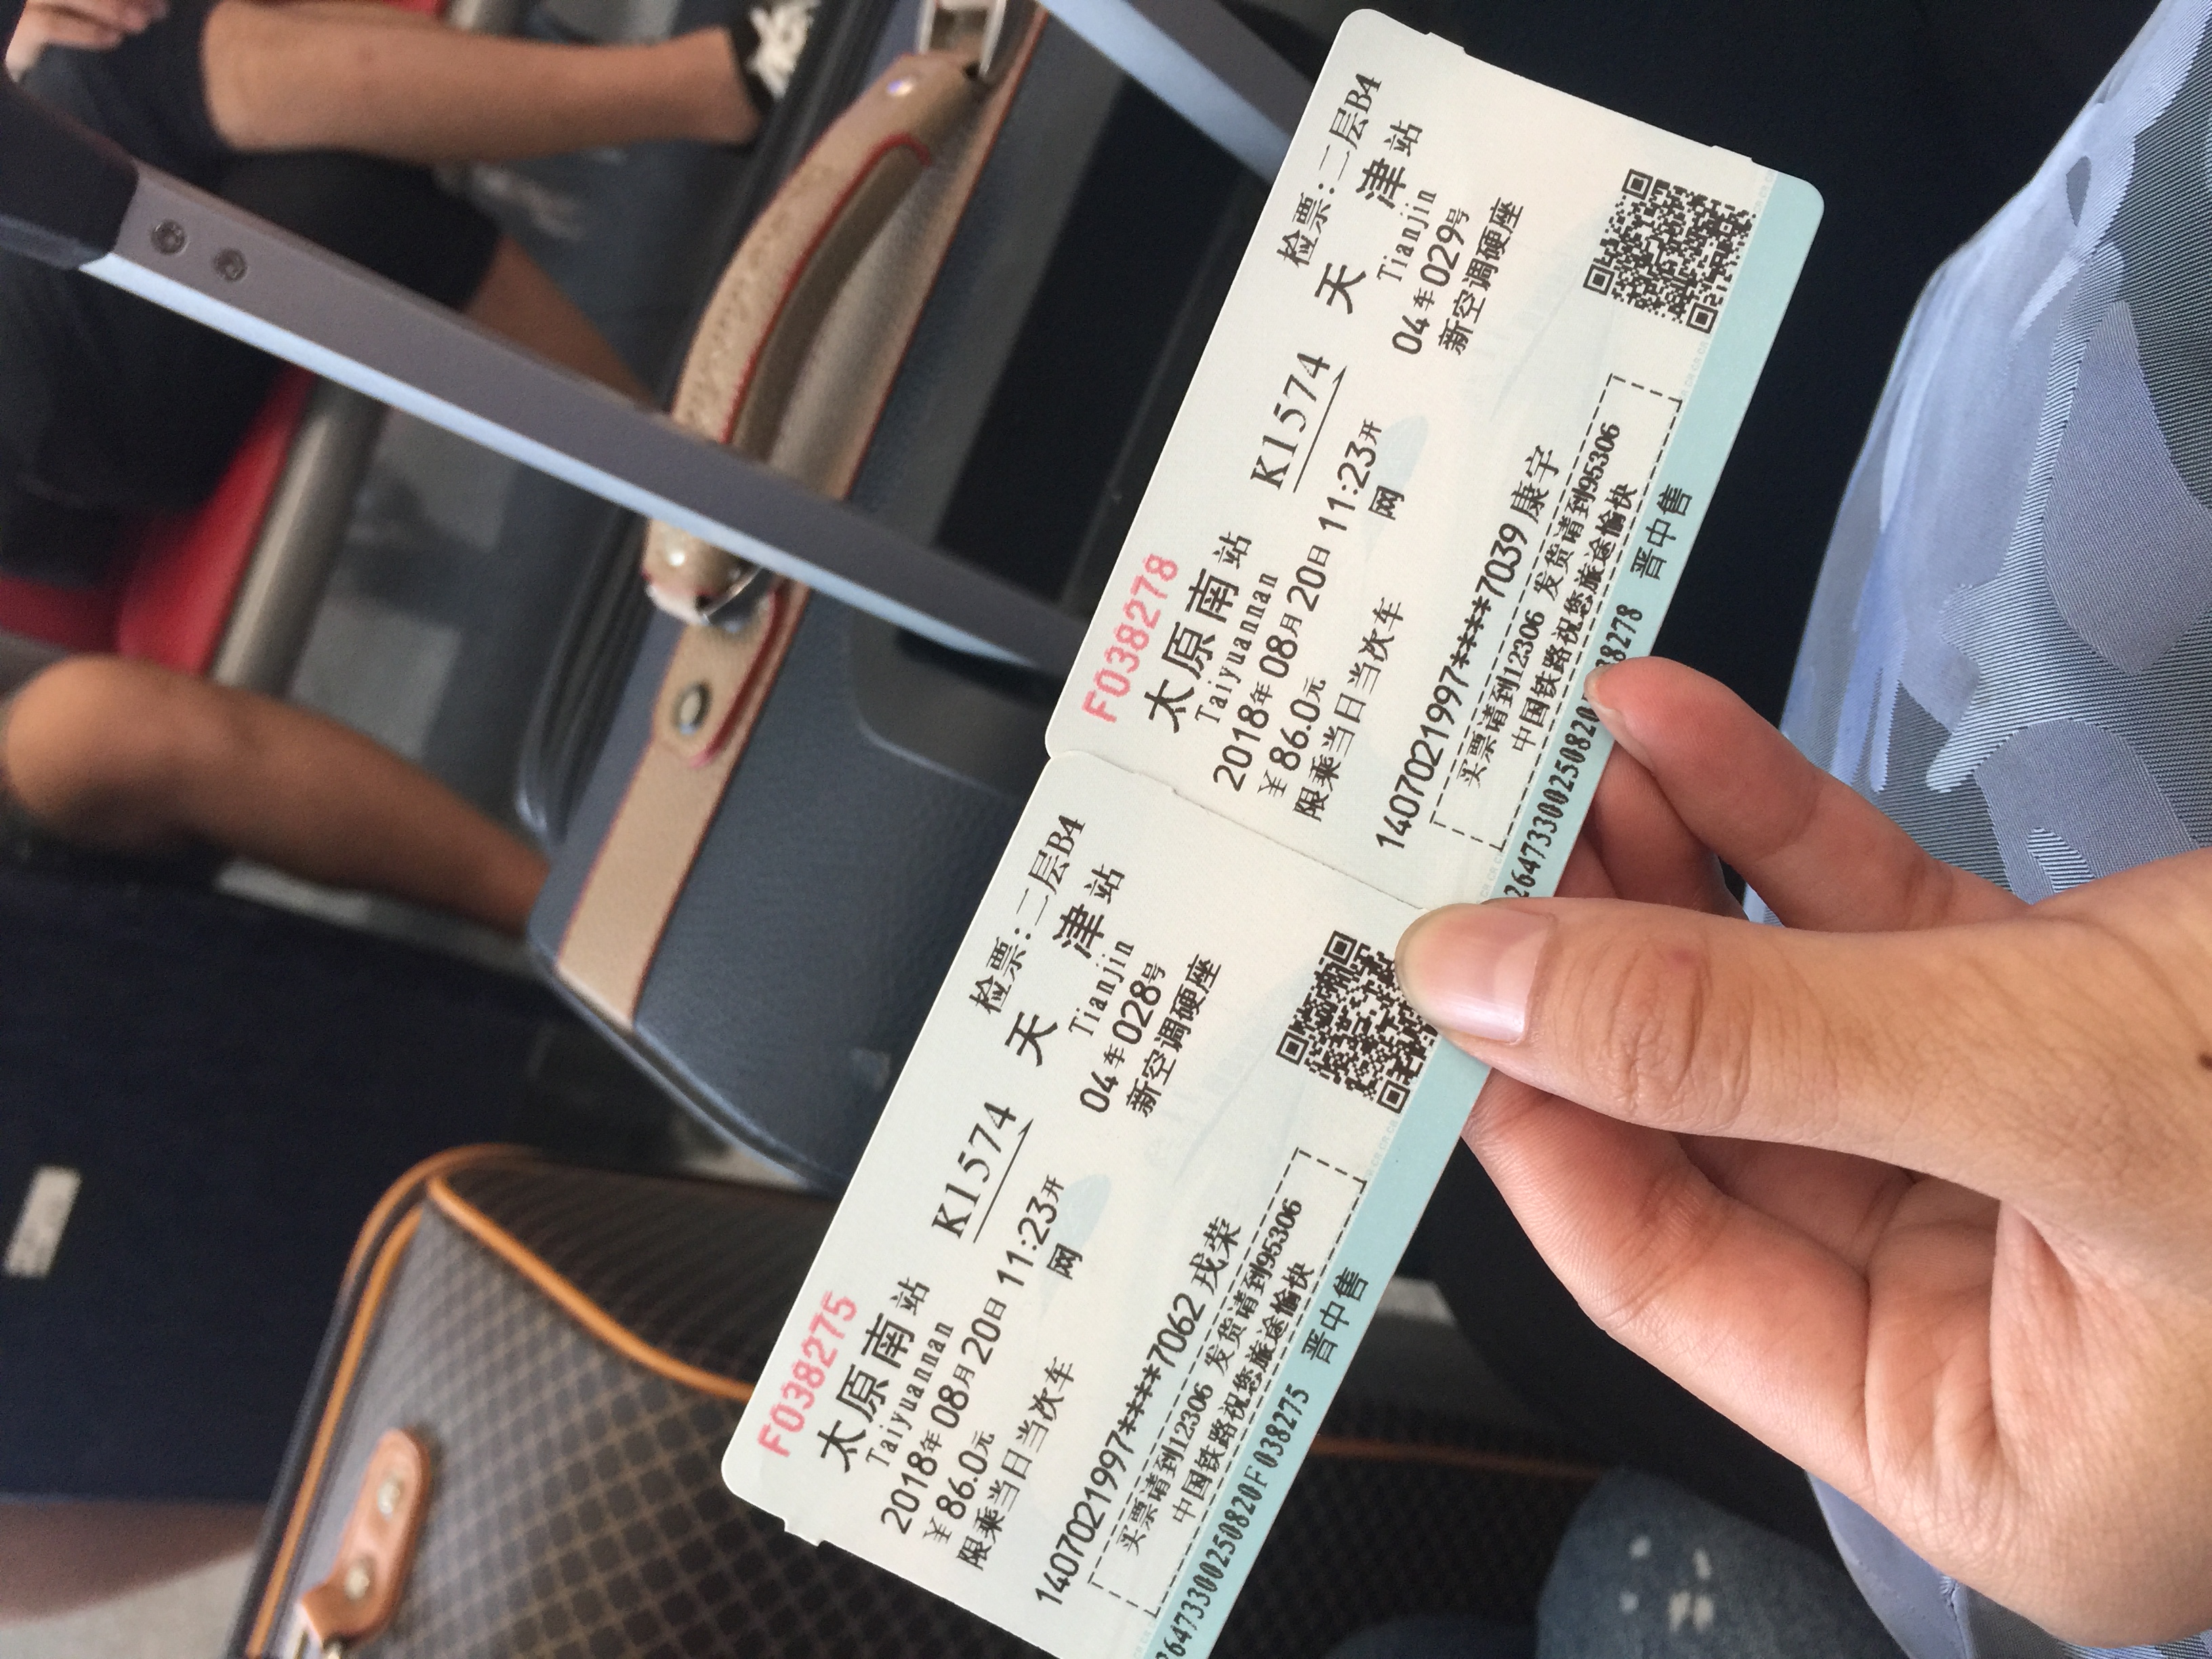 F038275
检票:二层B4
太原南站 K1574 天津站
Taiyuannan Tianjin
2018年08月20日 11:23开 04车028号
￥86.0元 网 新空调硬座
限乘当日当次车
1407021997****7062 戎荣
买票请到12306 发货请到95306
中国铁路祝您旅途愉快
26473300250820F038275 晋中售
F038278
检票:二层B4
太原南站 K1574 天津站
Taiyuannan Tianjin
2018年08月20日 11:23开 04车029号
￥86.0元 网 新空调硬座
限乘当日当次车
1407021997****7039 康宇
买票请到12306 发货请到95306
中国铁路祝您旅途愉快
26473300250820 38278 晋中售